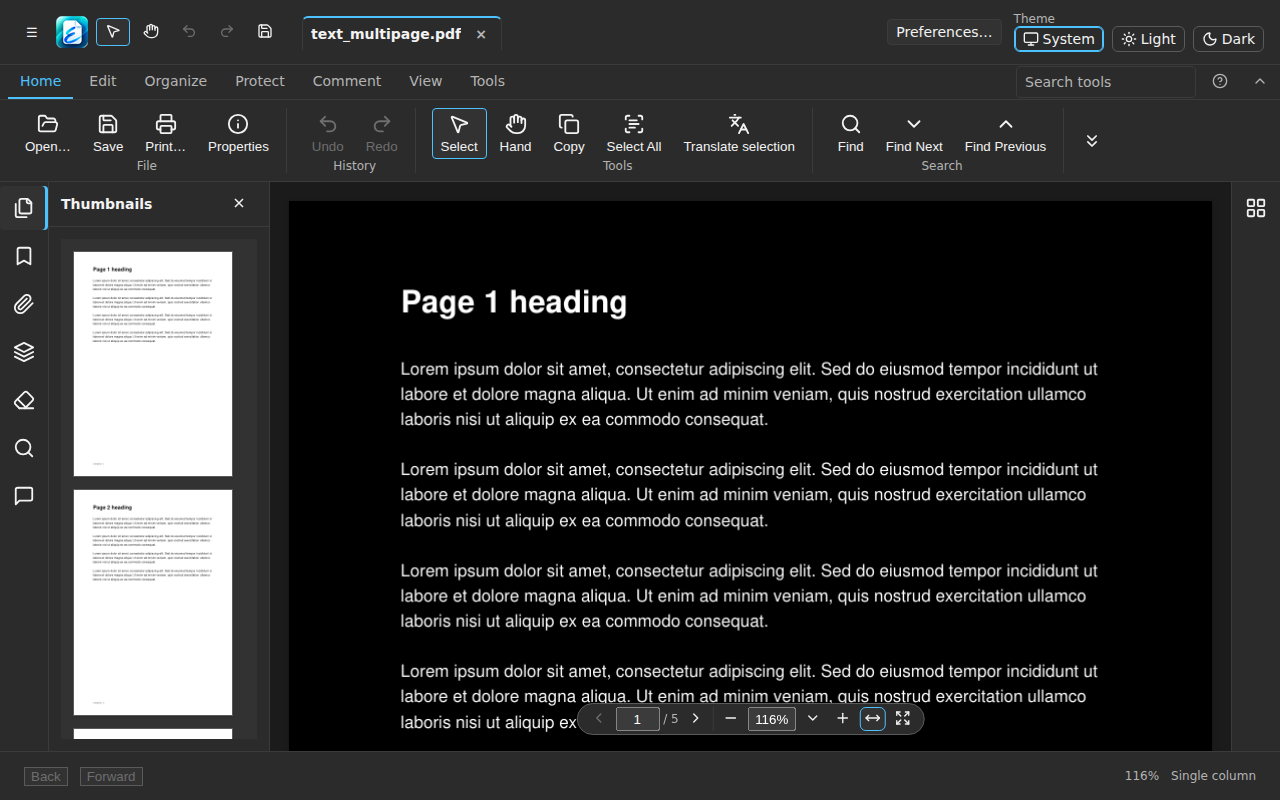 text_multipage.pdf
Preferences...
Theme
System
Light
Dark
Home
Edit
Organize
Protect
Comment
View
Tools
Search tools
Open...
Save
Print...
Properties
File
Undo
Redo
History
Select
Hand
Copy
Select All
Translate selection
Tools
Find
Find Next
Find Previous
Search
Thumbnails
Page 1 heading
Page 2 heading
Page 1 heading
Lorem ipsum dolor sit amet, consectetur adipiscing elit. Sed do eiusmod tempor incididunt ut
labore et dolore magna aliqua. Ut enim ad minim veniam, quis nostrud exercitation ullamco
laboris nisi ut aliquip ex ea commodo consequat.
Lorem ipsum dolor sit amet, consectetur adipiscing elit. Sed do eiusmod tempor incididunt ut
labore et dolore magna aliqua. Ut enim ad minim veniam, quis nostrud exercitation ullamco
laboris nisi ut aliquip ex ea commodo consequat.
Lorem ipsum dolor sit amet, consectetur adipiscing elit. Sed do eiusmod tempor incididunt ut
labore et dolore magna aliqua. Ut enim ad minim veniam, quis nostrud exercitation ullamco
laboris nisi ut aliquip ex ea commodo consequat.
Lorem ipsum dolor sit amet, consectetur adipiscing elit. Sed do eiusmod tempor incididunt ut
labore et dolore magna aliqua. Ut enim ad minim veniam, quis nostrud exercitation ullamco
laboris nisi ut aliquip ex
1 / 5
116%
Back
Forward
116%
Single column